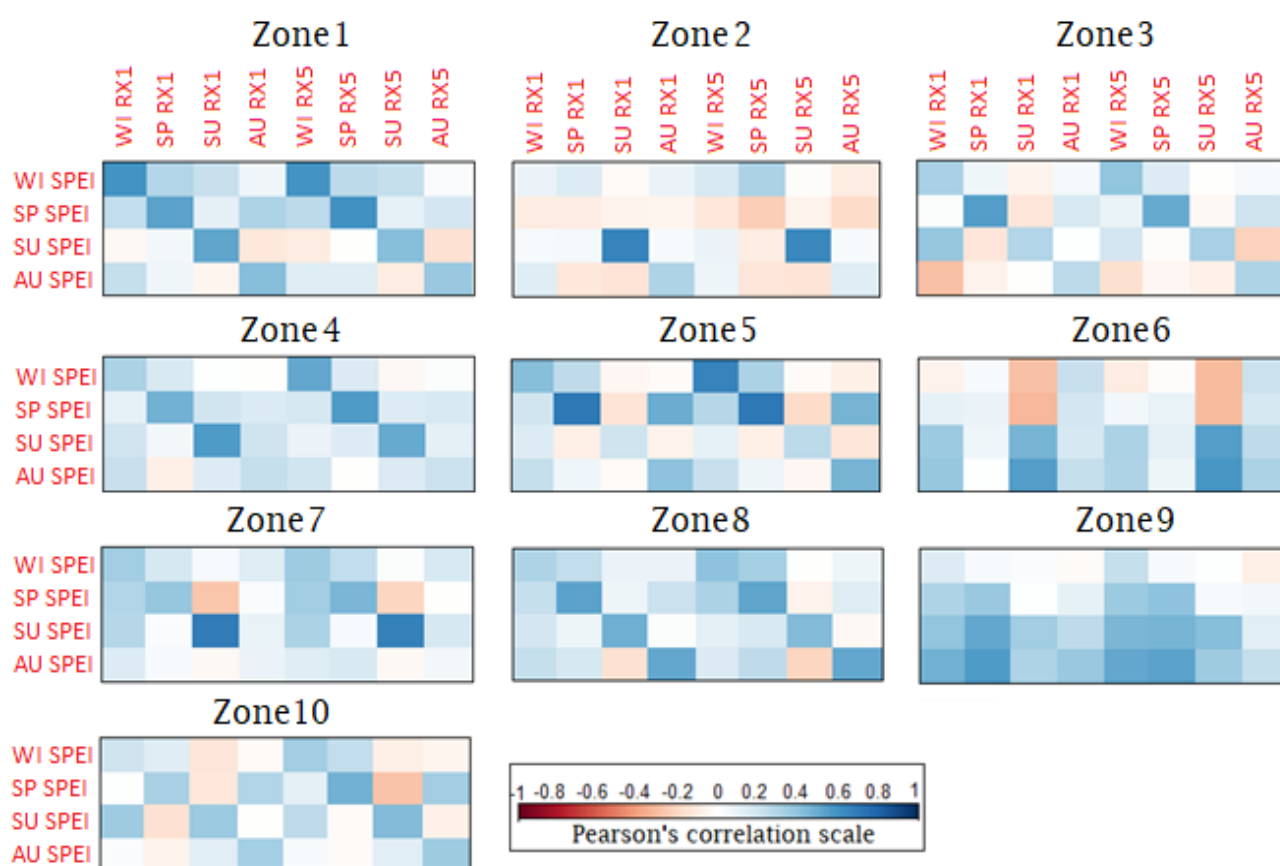 Zone1 Zone2 Zone3
WI RX1 SP RX1 SU RX1 AU RX1 WI RX5 SP RX5 SU RX5 AU RX5 WI RX1 SP RX1 SU RX1 AU RX1 WI RX5 SP RX5 SU RX5 AU RX5 WI RX1 SP RX1 SU RX1 AU RX1 WI RX5 SP RX5 SU RX5 AU RX5
WI SPEI
SP SPEI
SU SPEI
AU SPEI
Zone4 Zone5 Zone6
WI SPEI
SP SPEI
SU SPEI
AU SPEI
Zone7 Zone8 Zone9
WI SPEI
SP SPEI
SU SPEI
AU SPEI
Zone10
WI SPEI
SP SPEI
SU SPEI
AU SPEI
-1 -0.8 -0.6 -0.4 -0.2 0 0.2 0.4 0.6 0.8 1
Pearson's correlation scale